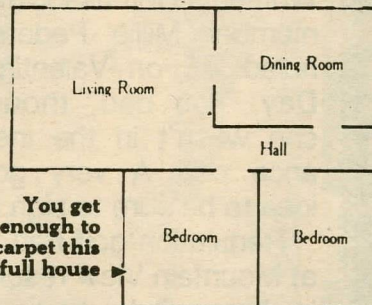 Living Room
Dining Room
Hall
You get
enough to
carpet this
full house
Bedroom
Bedroom